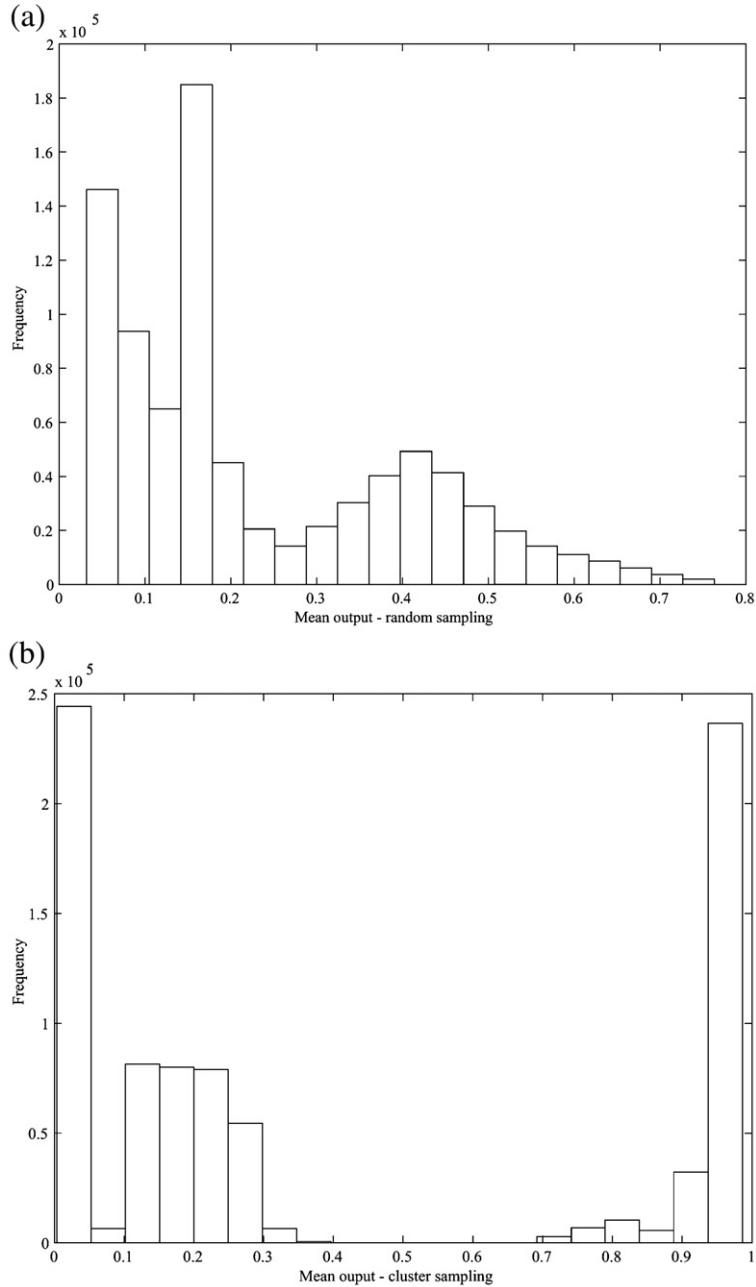 (a)
x 10 5
2
1.8
1.6
1.4
1.2
1
0.8
0.6
0.4
0.2
0
Frequency
0 0.1 0.2 0.3 0.4 0.5 0.6 0.7 0.8
Mean output - random sampling
(b)
x 10 5
2.5
2
1.5
1
0.5
0
Frequency
0 0.1 0.2 0.3 0.4 0.5 0.6 0.7 0.8 0.9 1
Mean ouput - cluster sampling